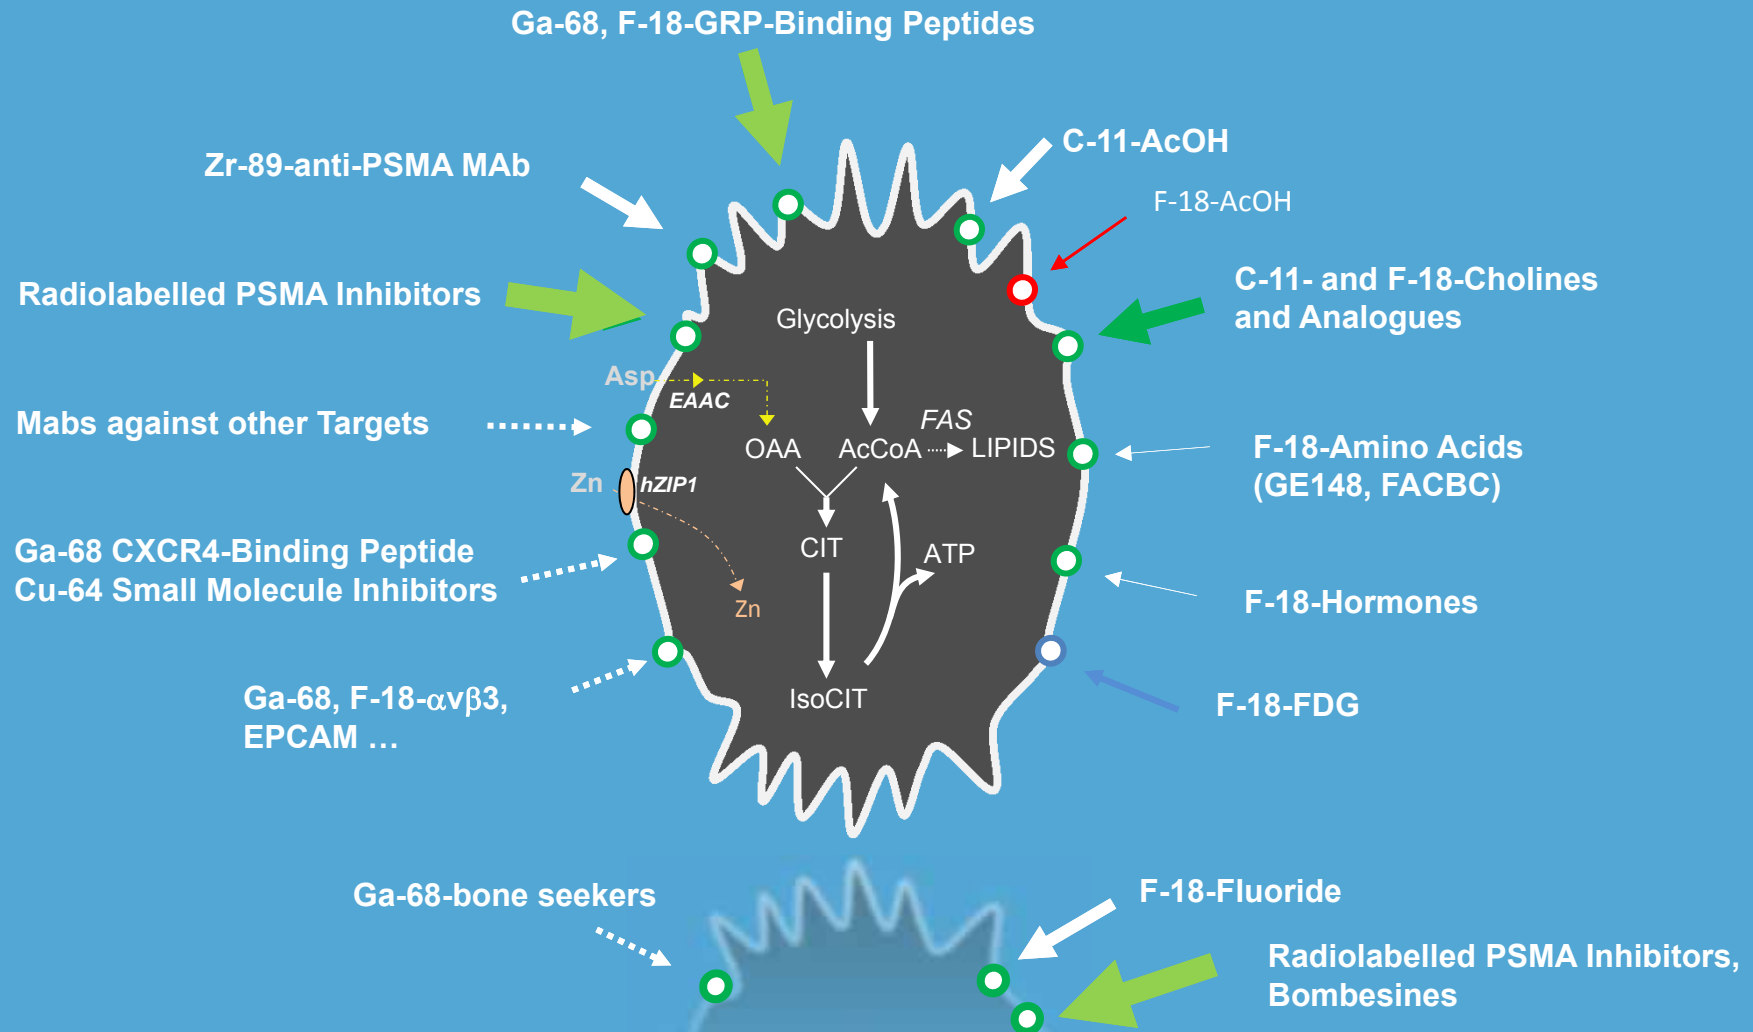 Ga-68, F-18-GRP-Binding Peptides
Zr-89-anti-PSMA MAb
C-11-AcOH
F-18-AcOH
Radiolabelled PSMA Inhibitors
C-11- and F-18-Cholines
and Analogues
Glycolysis
Asp
EAAC
Mabs against other Targets
FAS
OAA
AcCoA
LIPIDS
F-18-Amino Acids
(GE148, FACBC)
Zn
hZIP1
Ga-68 CXCR4-Binding Peptide
Cu-64 Small Molecule Inhibitors
CIT
ATP
Zn
F-18-Hormones
IsoCIT
Ga-68, F-18-αvβ3,
EPCAM …
F-18-FDG
Ga-68-bone seekers
F-18-Fluoride
Radiolabelled PSMA Inhibitors,
Bombesines